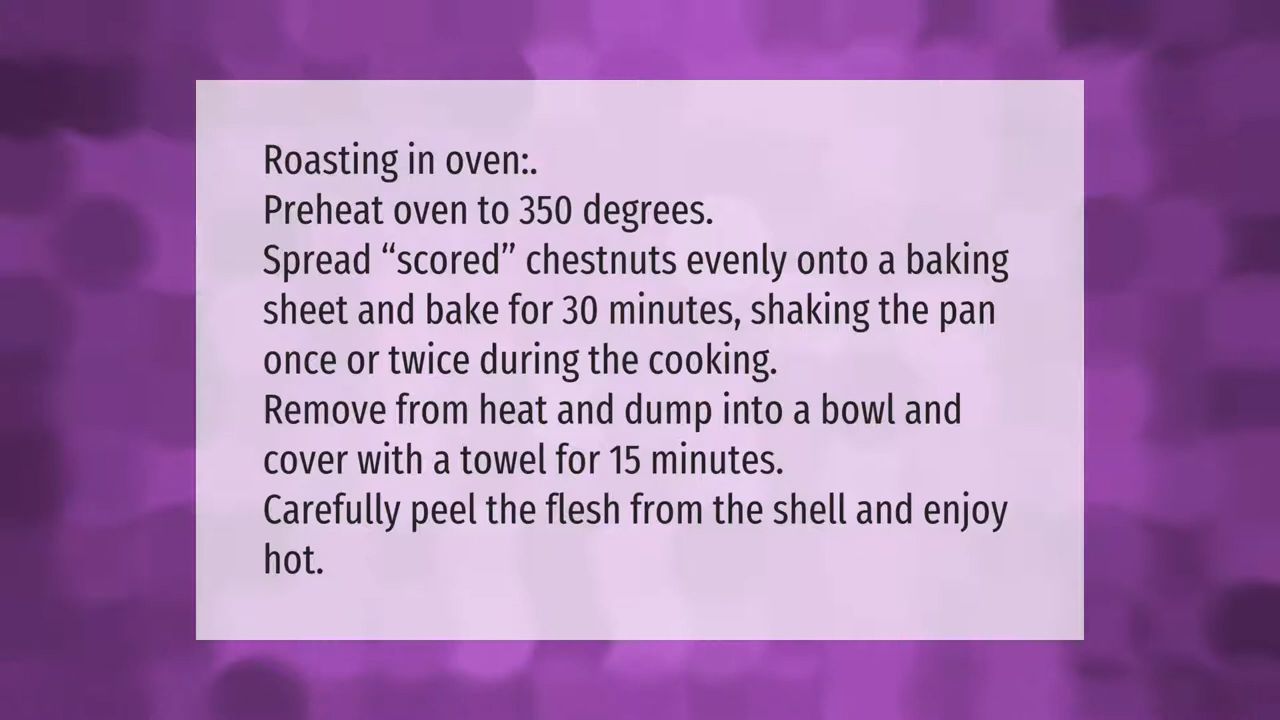 Roasting in oven:.
Preheat oven to 350 degrees.
Spread “scored” chestnuts evenly onto a baking
sheet and bake for 30 minutes, shaking the pan
once or twice during the cooking.
Remove from heat and dump into a bowl and
cover with a towel for 15 minutes.
Carefully peel the flesh from the shell and enjoy
hot.